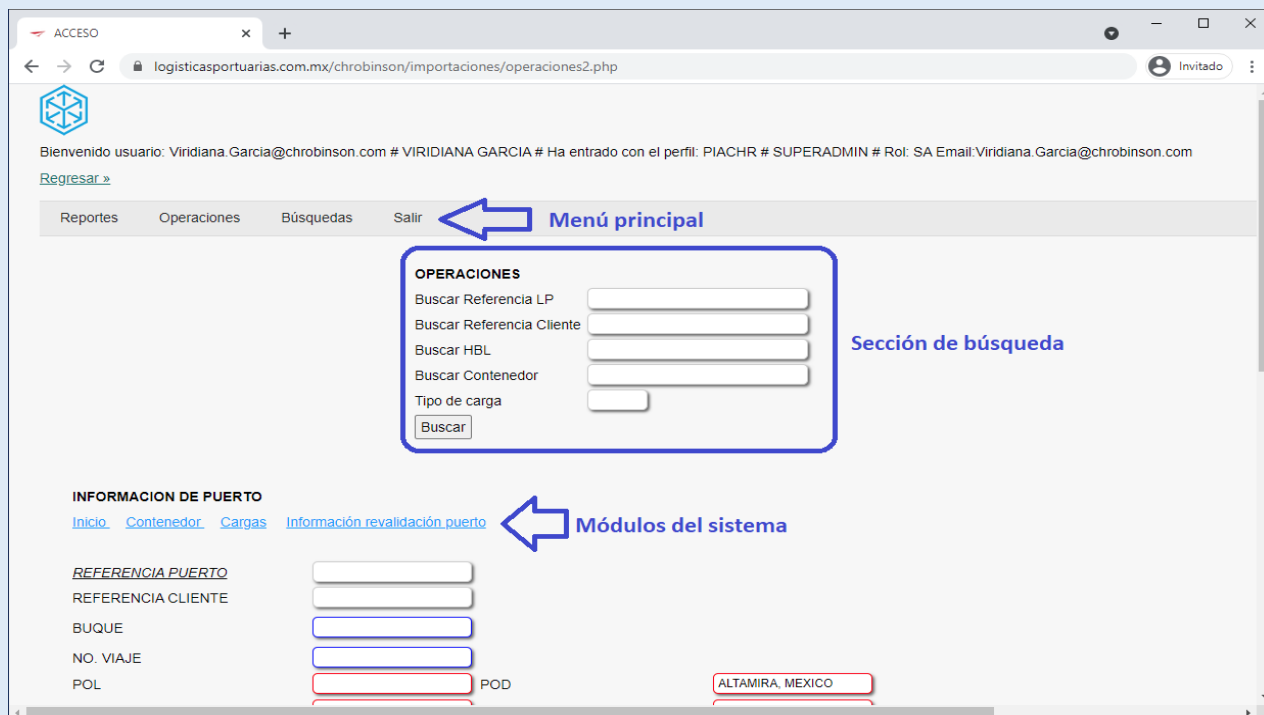 ACCESO
logisticasportuarias.com.mx/chrobinson/importaciones/operaciones2.php
Invitado
Bienvenido usuario: Viridiana.Garcia@chrobinson.com # VIRIDIANA GARCIA # Ha entrado con el perfil: PIACHR # SUPERADMIN # Rol: SA Email:Viridiana.Garcia@chrobinson.com
Regresar »
Reportes Operaciones Búsquedas Salir Menú principal
OPERACIONES
Buscar Referencia LP
Buscar Referencia Cliente
Buscar HBL
Buscar Contenedor
Tipo de carga
Buscar
Sección de búsqueda
INFORMACION DE PUERTO
Inicio Contenedor Cargas Información revalidación puerto Módulos del sistema
REFERENCIA PUERTO
REFERENCIA CLIENTE
BUQUE
NO. VIAJE
POL POD ALTAMIRA, MEXICO